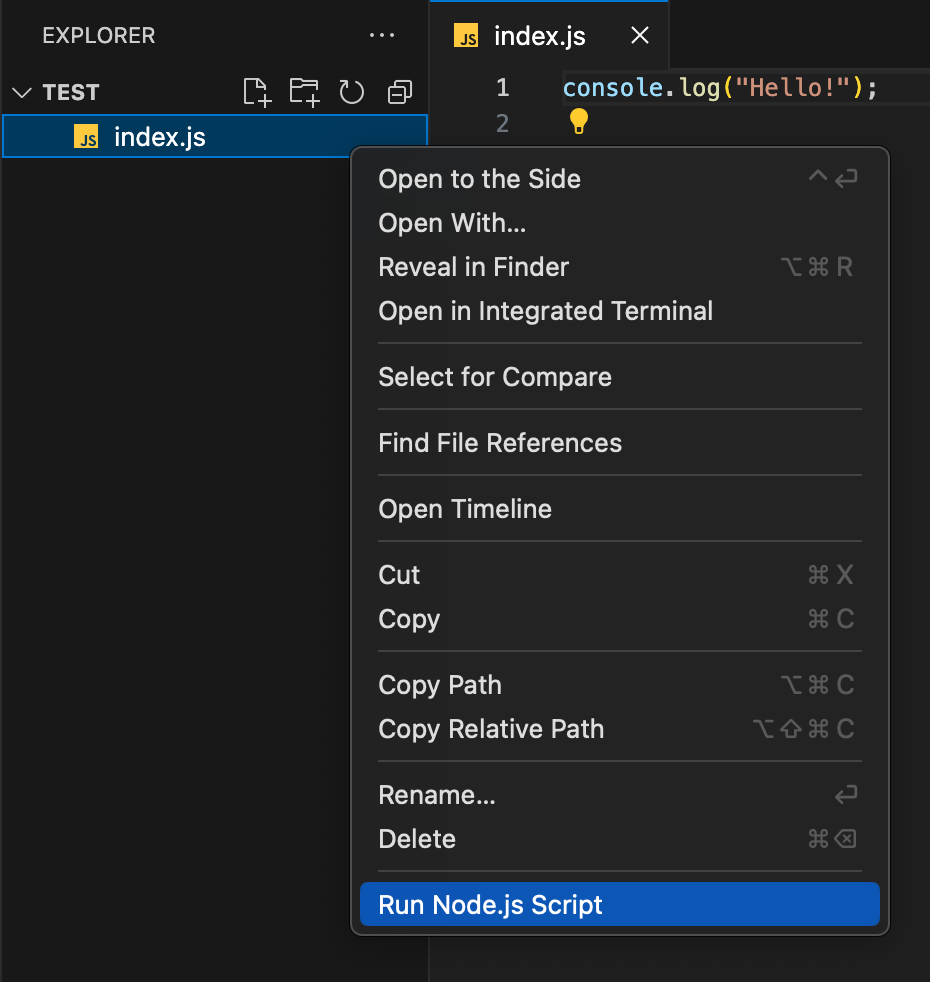 EXPLORER
JS index.js
TEST
1 console.log("Hello!");
2
JS index.js
Open to the Side ^ ⏎
Open With...
Reveal in Finder ⌥ ⌘ R
Open in Integrated Terminal
Select for Compare
Find File References
Open Timeline
Cut ⌘ X
Copy ⌘ C
Copy Path ⌥ ⌘ C
Copy Relative Path ⌥ ⇧ ⌘ C
Rename... ⏎
Delete ⌘ ⌫
Run Node.js Script